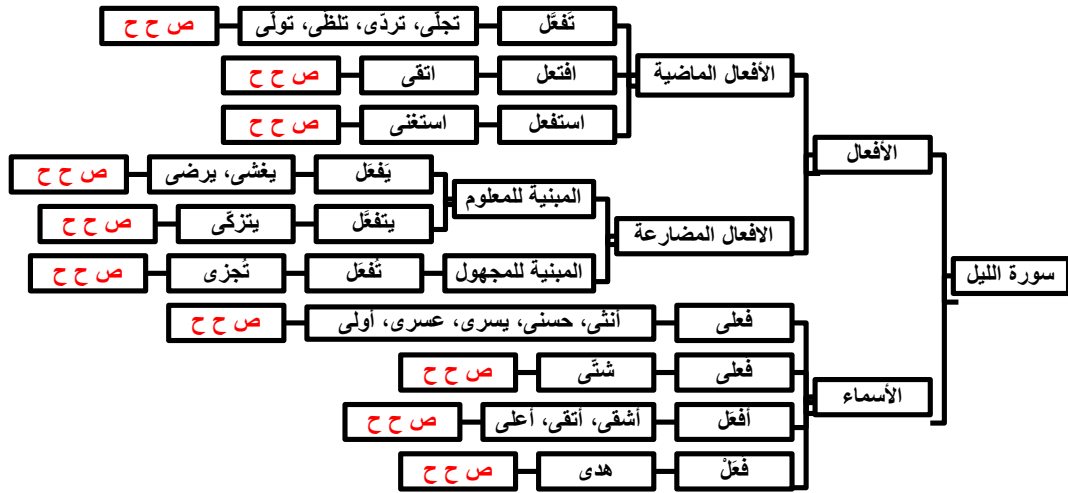 سورة الليل
الأفعال
الأفعال الماضية
تَفعَّل
تجلّى، تردّى، تلظّى، تولّى
ص ح ح
افتعل
اتقى
ص ح ح
استفعل
استغنى
ص ح ح
الافعال المضارعة
المبنية للمعلوم
يَفعَل
يغشى، يرضى
ص ح ح
يتفعَّل
يتزكّى
ص ح ح
المبنية للمجهول
تُفْعَل
تُجزى
ص ح ح
الأسماء
فعلى
أنثى، حسنى، يسرى، عسرى، أولى
ص ح ح
فعلى
شتَّى
ص ح ح
أفعَل
أشقى، أتقى، أعلى
ص ح ح
فعَلْ
هدى
ص ح ح